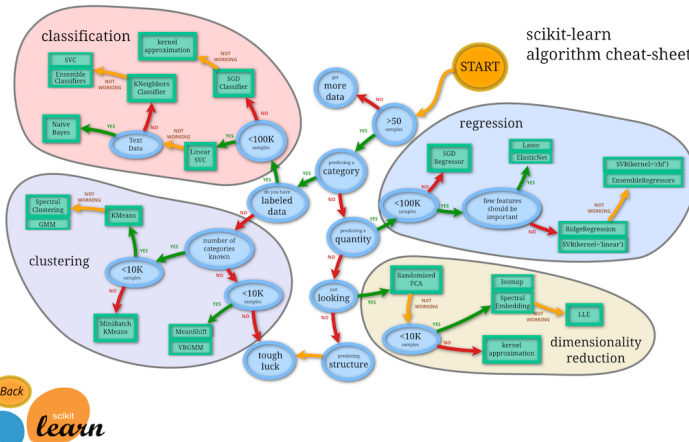 scikit-learn
algorithm cheat-sheet
classification
kernel
approximation
NOT
WORKING
START
get
more
data
NO
SVC
Ensemble
Classifiers
NOT
WORKING
KNeighbors
Classifier
SGD
Classifier
>50
samples
regression
NO
NO
YES
Naive
Bayes
YES
Text
Data
NOT
WORKING
Linear
SVC
YES
<100K
samples
predicting a
category
YES
YES
do you have
labeled
data
NO
NO
SGD
Regressor
NO
Lasso
ElasticNet
YES
SVR(kernel='rbf')
EnsembleRegressors
NOT
WORKING
<100K
samples
YES
few features
should be
important
NO
RidgeRegression
SVR(kernel='linear')
predicting a
quantity
YES
NO
Spectral
Clustering
GMM
NOT
WORKING
KMeans
clustering
YES
<10K
samples
YES
number of
categories
known
NO
NO
<10K
samples
YES
NO
MiniBatch
KMeans
MeanShift
VBGMM
tough
luck
just
looking
YES
NO
predicting
structure
Randomized
PCA
NOT
WORKING
<10K
samples
YES
NO
Isomap
Spectral
Embedding
NOT
WORKING
LLE
kernel
approximation
dimensionality
reduction
Back
scikit
learn